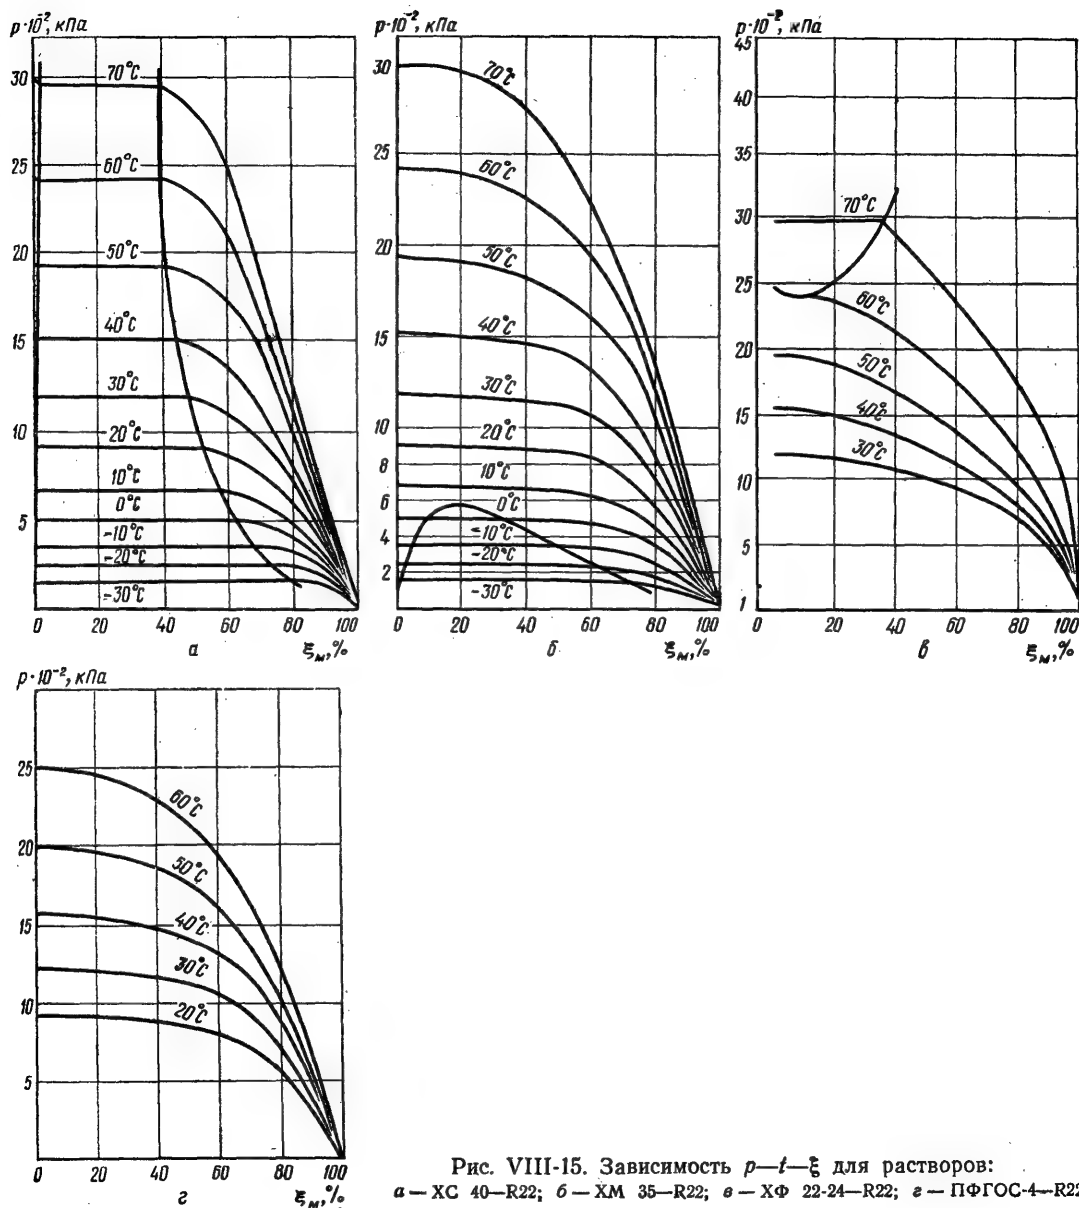 p·10⁻², кПа
30
25
20
15
10
5
70°C
60°C
50°C
40°C
30°C
20°C
10°C
0°C
-10°C
-20°C
-30°C
0 20 40 60 80 100
а ξм,%
p·10⁻², кПа
30
25
20
15
10
8
6
4
2
70°C
60°C
50°C
40°C
30°C
20°C
10°C
0°C
-10°C
-20°C
-30°C
0 20 40 60 80 100
б ξм,%
p·10⁻², кПа
45
40
35
30
25
20
15
10
5
1
70°C
60°C
50°C
40°C
30°C
0 20 40 60 80 100
в ξм,%
p·10⁻², кПа
25
20
15
10
5
60°C
50°C
40°C
30°C
20°C
0 20 40 60 80 100
г ξм,%
Рис. VIII-15. Зависимость p—t—ξ для растворов:
а — ХС 40—R22; б — ХМ 35—R22; в — ХФ 22-24—R22; г — ПФГОС-4—R22